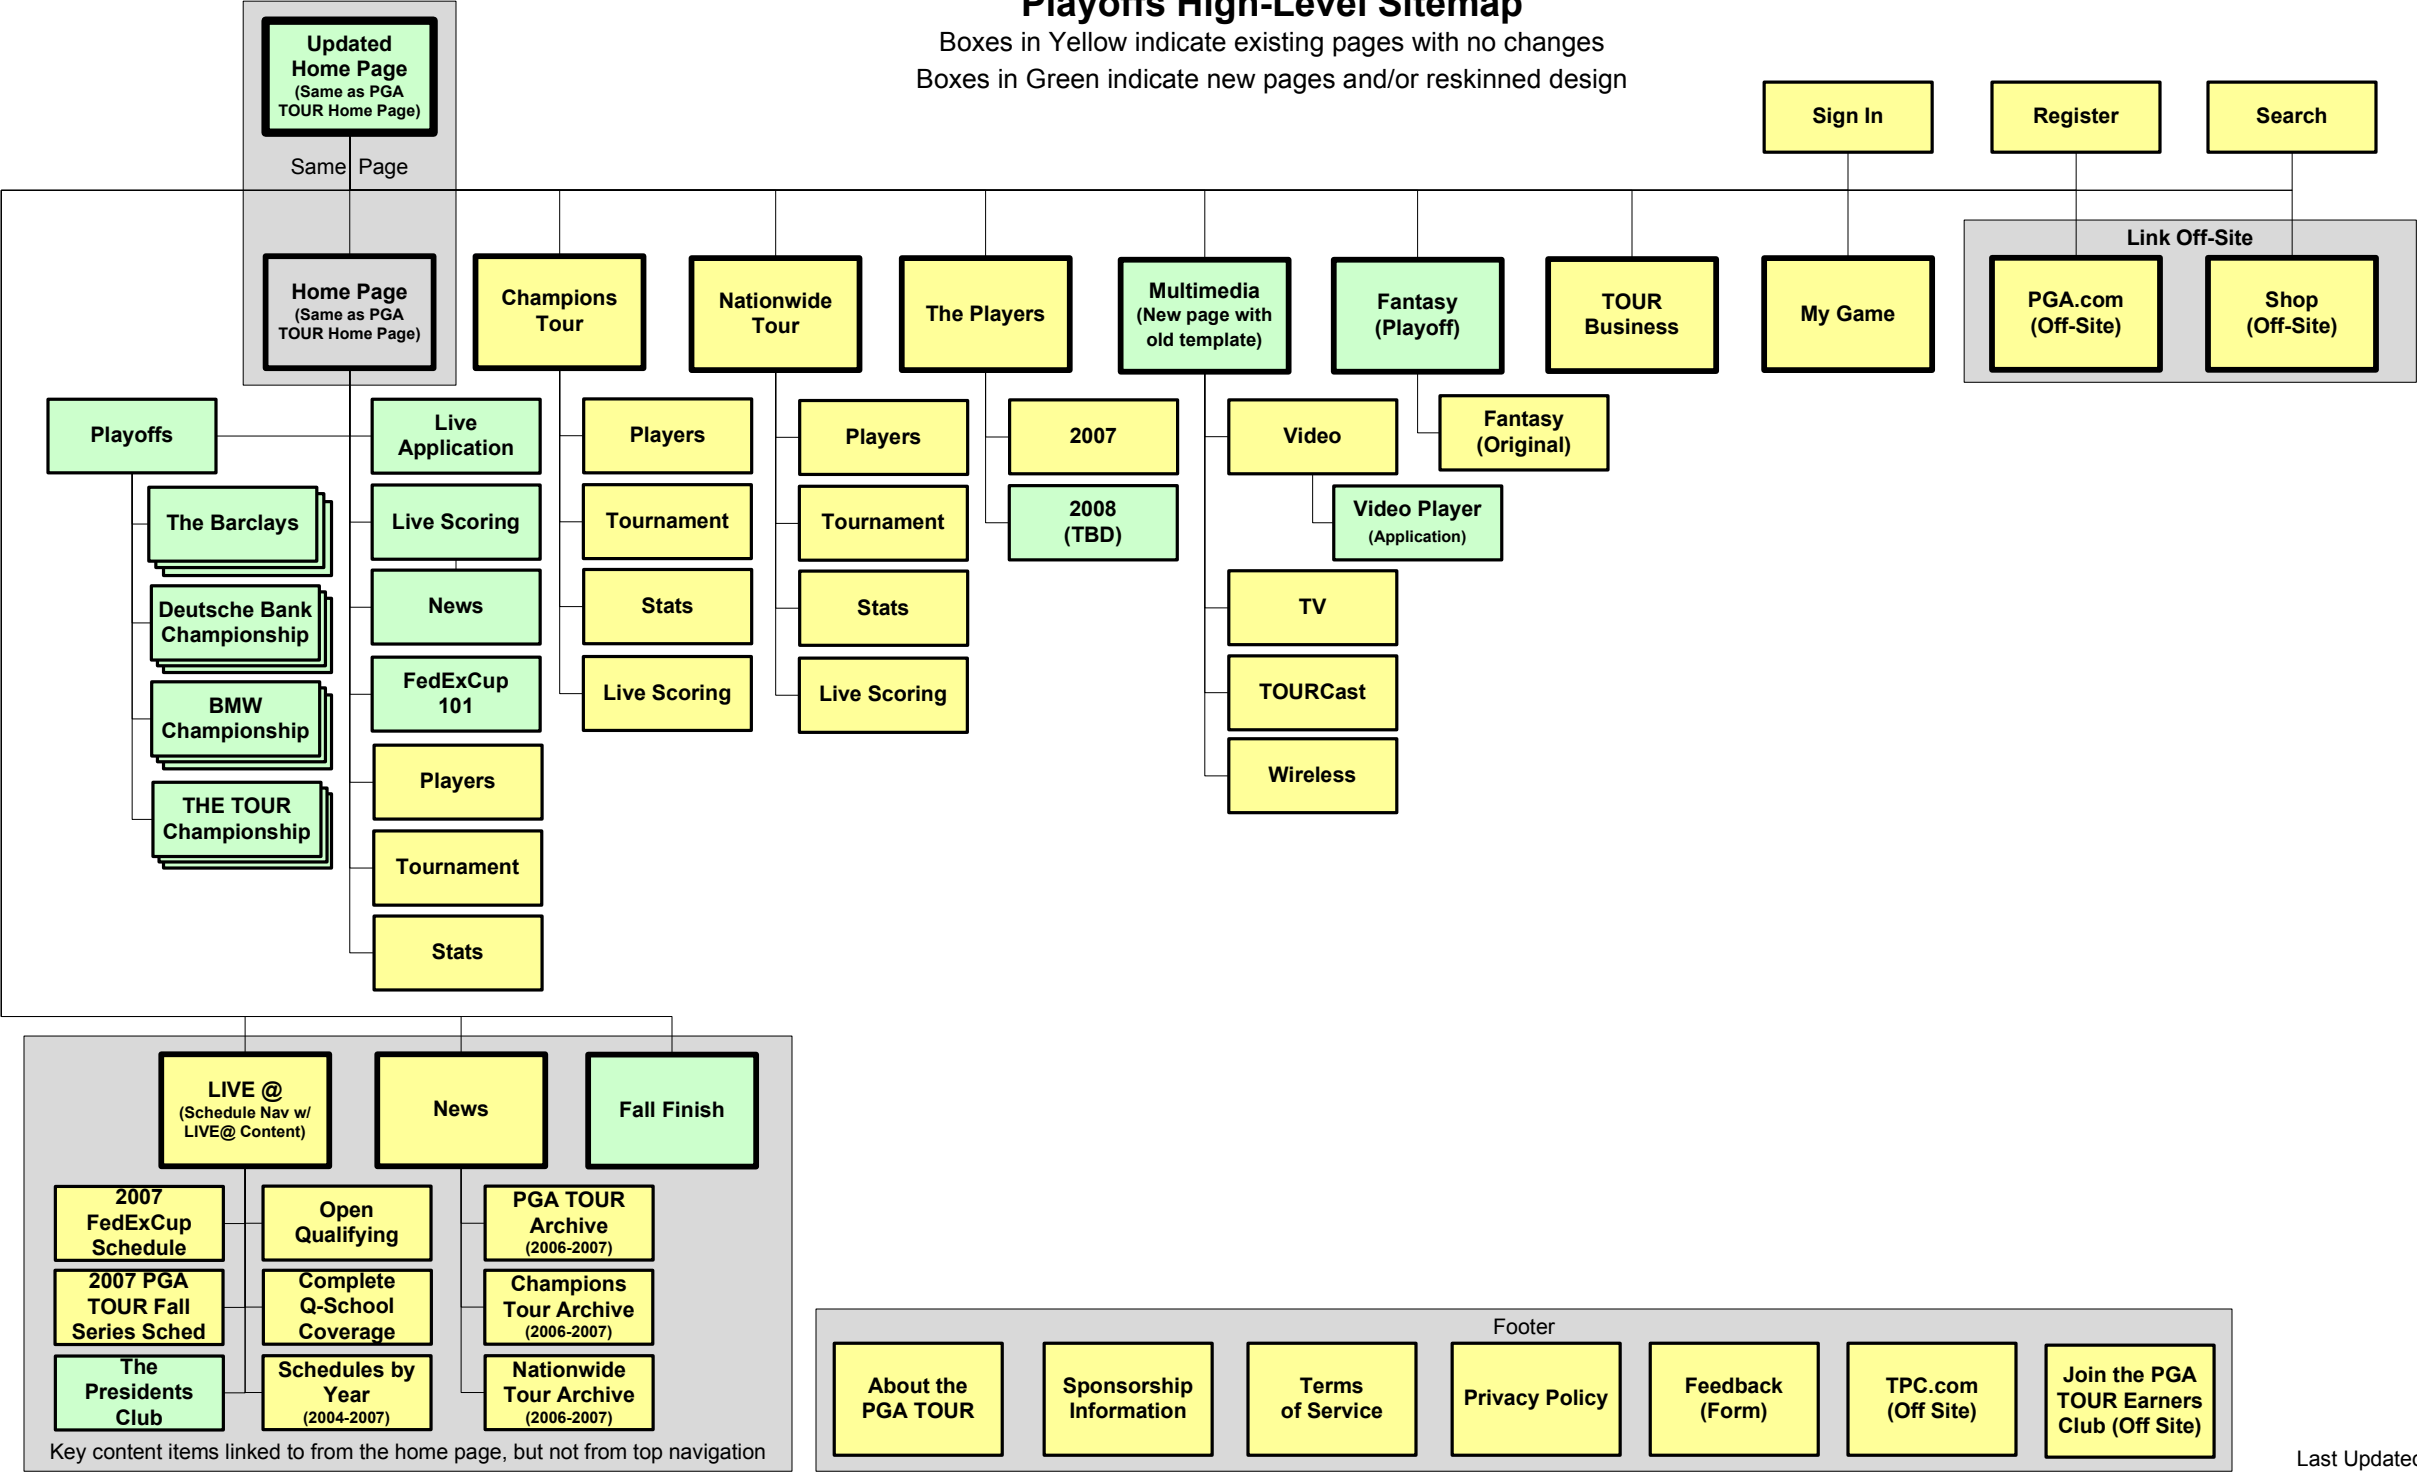 Playoffs High-Level Sitemap
Boxes in Yellow indicate existing pages with no changes
Boxes in Green indicate new pages and/or reskinned design
Updated
Home Page
(Same as PGA
TOUR Home Page)
Same Page
Sign In
Register
Search
Link Off-Site
Home Page
(Same as PGA
TOUR Home Page)
Champions
Tour
Nationwide
Tour
The Players
Multimedia
(New page with
old template)
Fantasy
(Playoff)
TOUR
Business
My Game
PGA.com
(Off-Site)
Shop
(Off-Site)
Playoffs
The Barclays
Deutsche Bank
Championship
BMW
Championship
THE TOUR
Championship
Live
Application
Live Scoring
News
FedExCup
101
Players
Tournament
Stats
Players
Tournament
Stats
Live Scoring
Players
Tournament
Stats
Live Scoring
2007
2008
(TBD)
Video
Video Player
(Application)
TV
TOURCast
Wireless
Fantasy
(Original)
LIVE @
(Schedule Nav w/
LIVE@ Content)
News
Fall Finish
2007
FedExCup
Schedule
2007 PGA
TOUR Fall
Series Sched
The
Presidents
Club
Open
Qualifying
Complete
Q-School
Coverage
Schedules by
Year
(2004-2007)
PGA TOUR
Archive
(2006-2007)
Champions
Tour Archive
(2006-2007)
Nationwide
Tour Archive
(2006-2007)
Key content items linked to from the home page, but not from top navigation
Footer
About the
PGA TOUR
Sponsorship
Information
Terms
of Service
Privacy Policy
Feedback
(Form)
TPC.com
(Off Site)
Join the PGA
TOUR Earners
Club (Off Site)
Last Updated